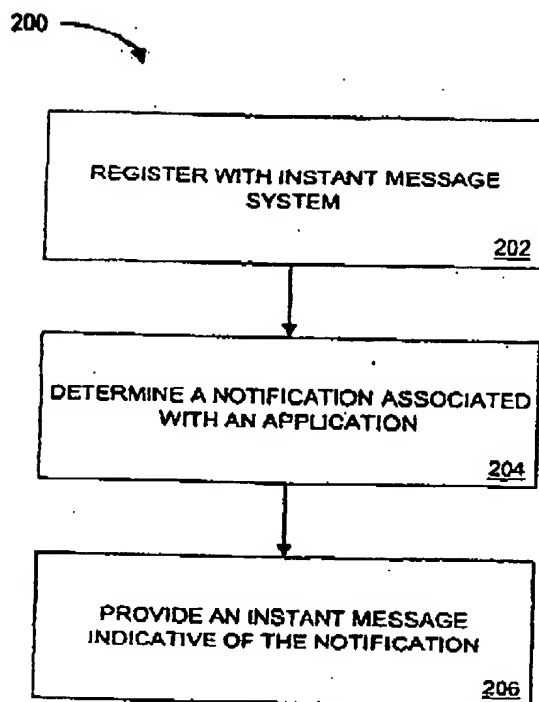 200
REGISTER WITH INSTANT MESSAGE
SYSTEM
202
DETERMINE A NOTIFICATION ASSOCIATED
WITH AN APPLICATION
204
PROVIDE AN INSTANT MESSAGE
INDICATIVE OF THE NOTIFICATION
206